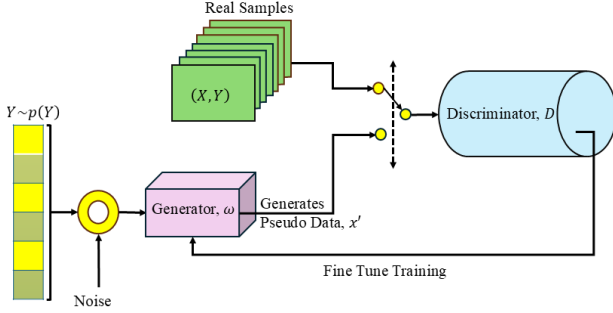 Real Samples
(X,Y)
Y~p(Y)
Discriminator, D
Generator, ω
Generates
Pseudo Data, x′
Fine Tune Training
Noise